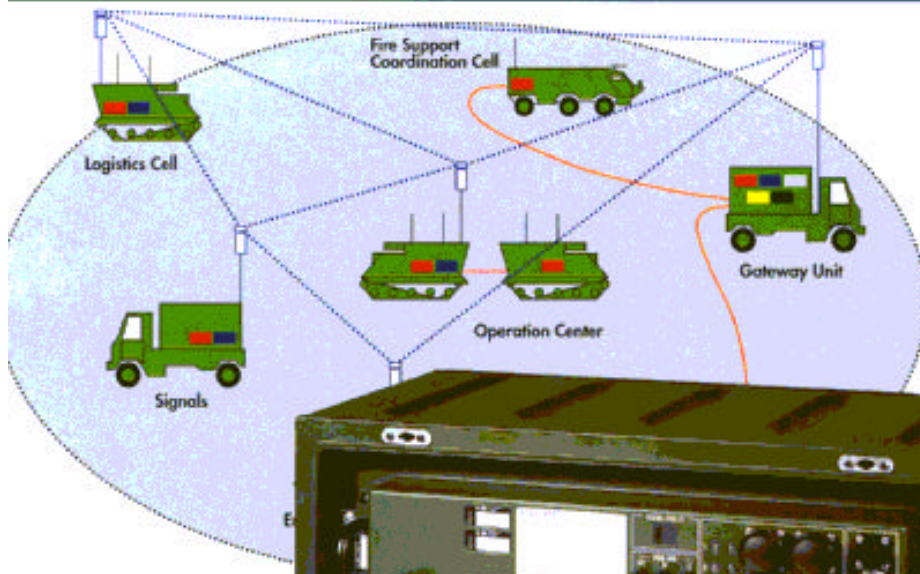 Fire Support
Coordination Cell
Logistics Cell
Gateway Unit
Operation Center
Signals